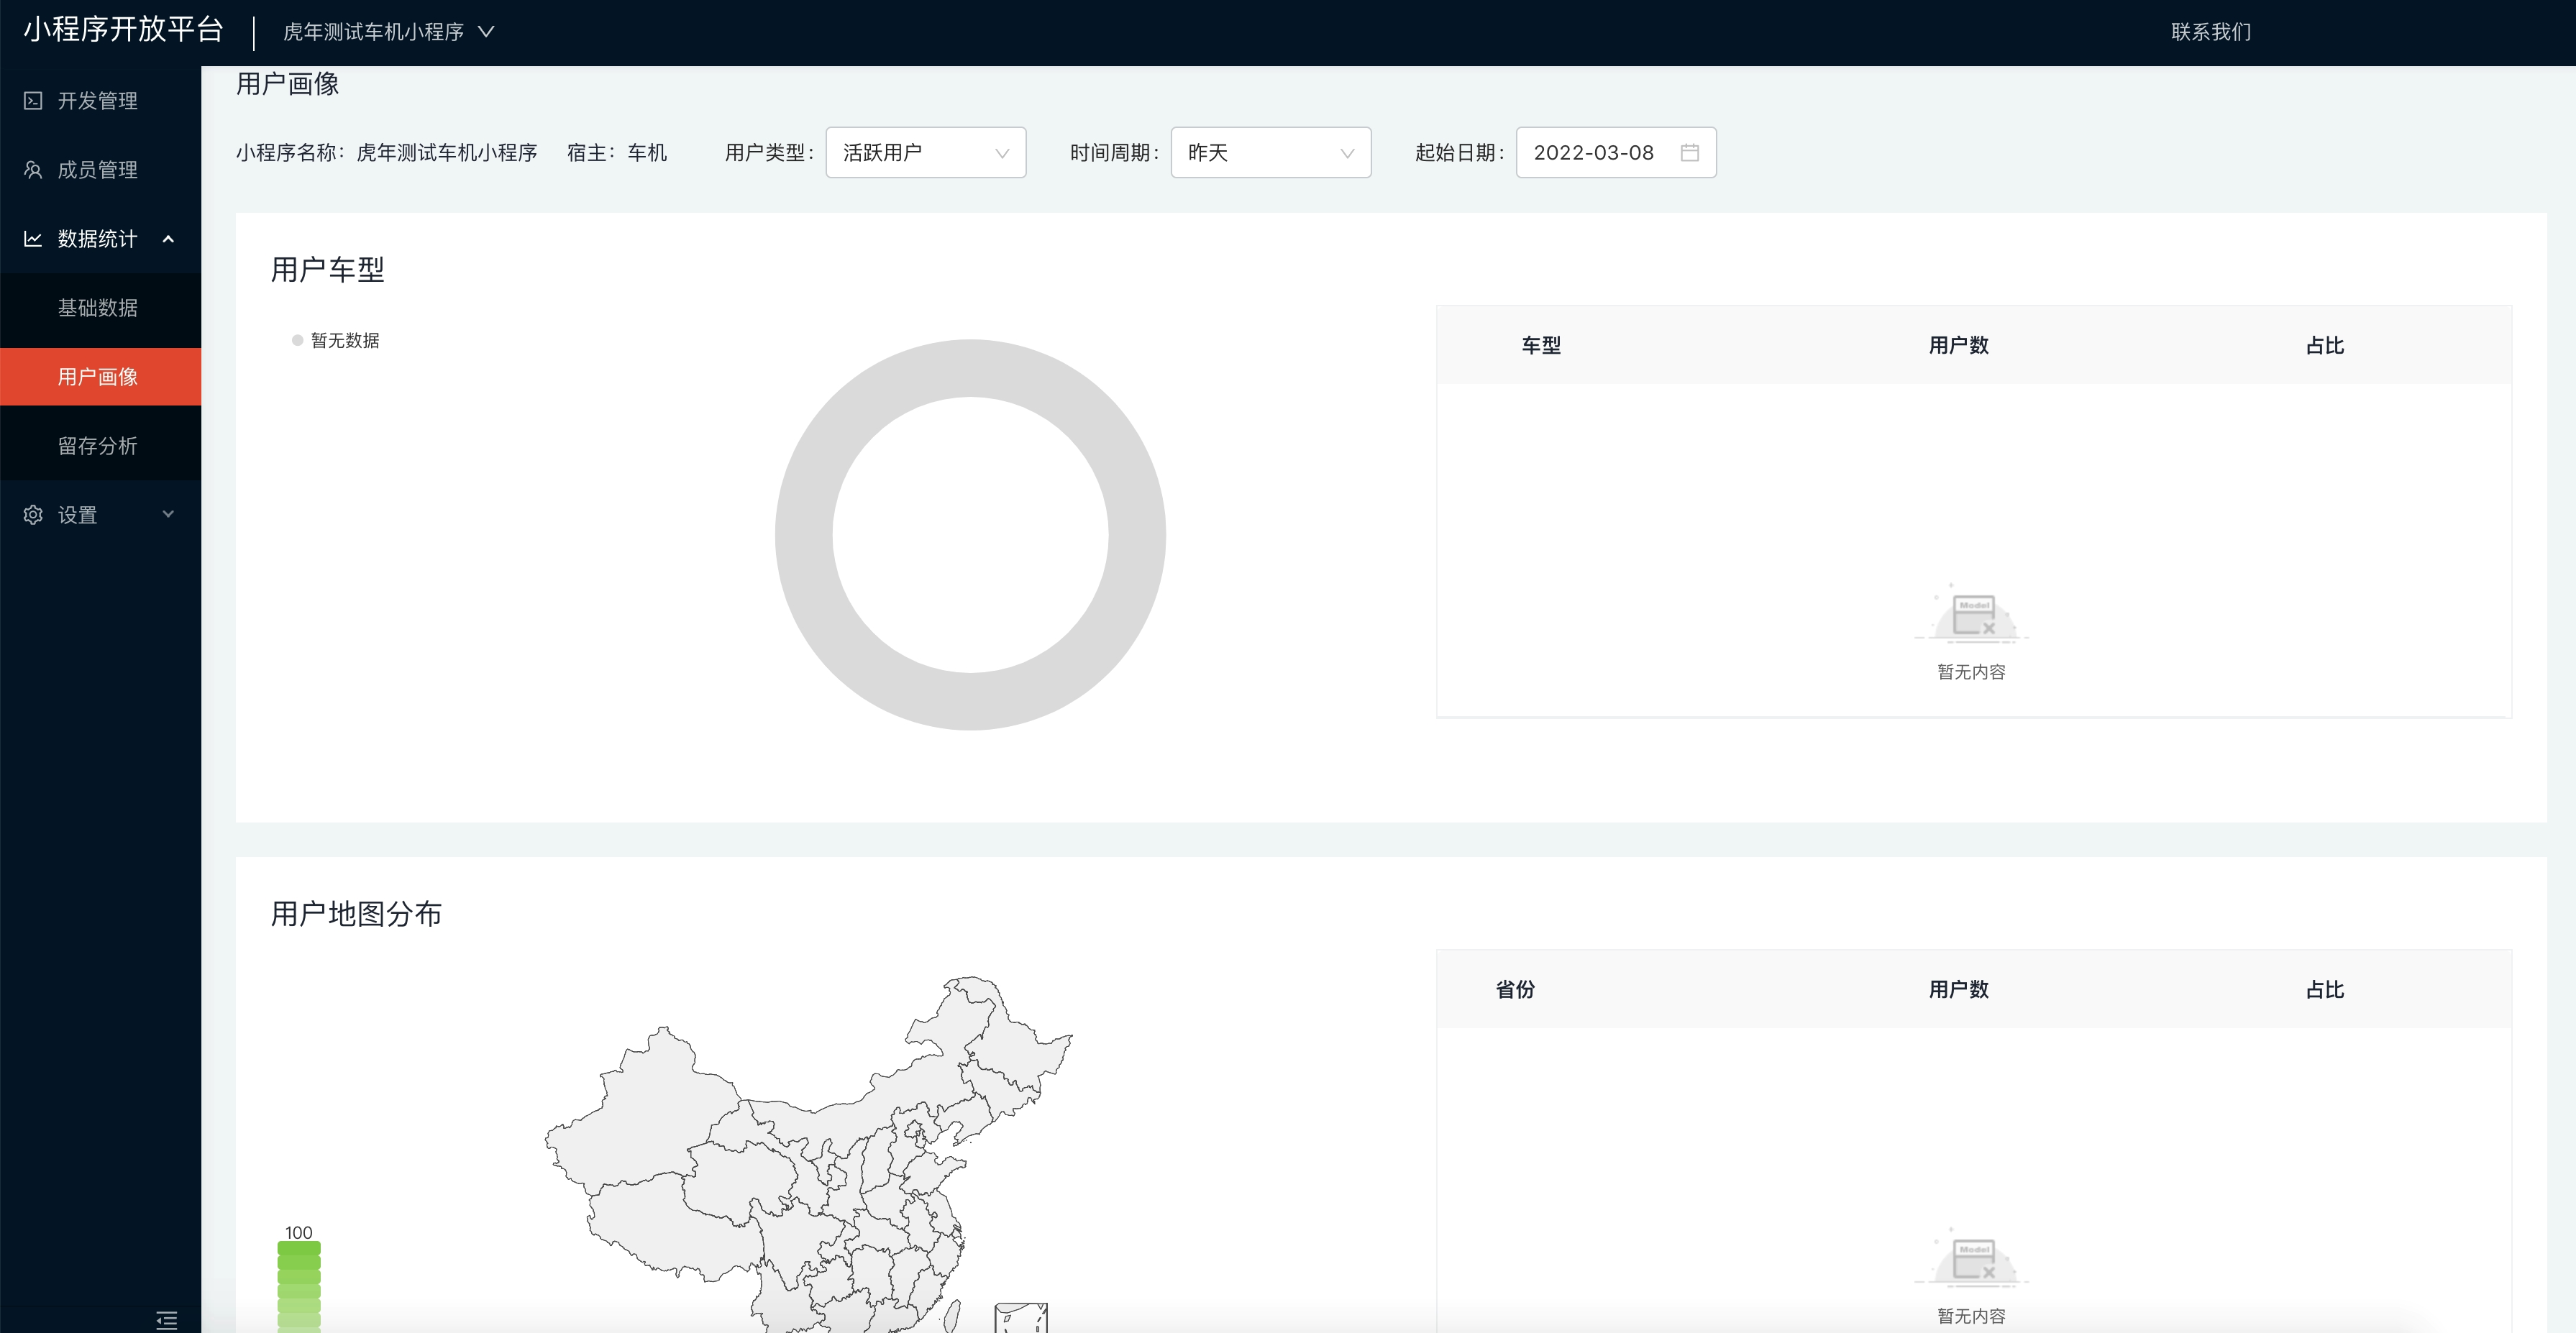 小程序开放平台
虎年测试车机小程序
联系我们
开发管理
成员管理
数据统计
基础数据
用户画像
留存分析
设置
用户画像
小程序名称：虎年测试车机小程序 宿主：车机 用户类型： 活跃用户 时间周期： 昨天 起始日期： 2022-03-08
用户车型
暂无数据
车型 用户数 占比
Model
暂无内容
用户地图分布
100
省份 用户数 占比
Model
暂无内容